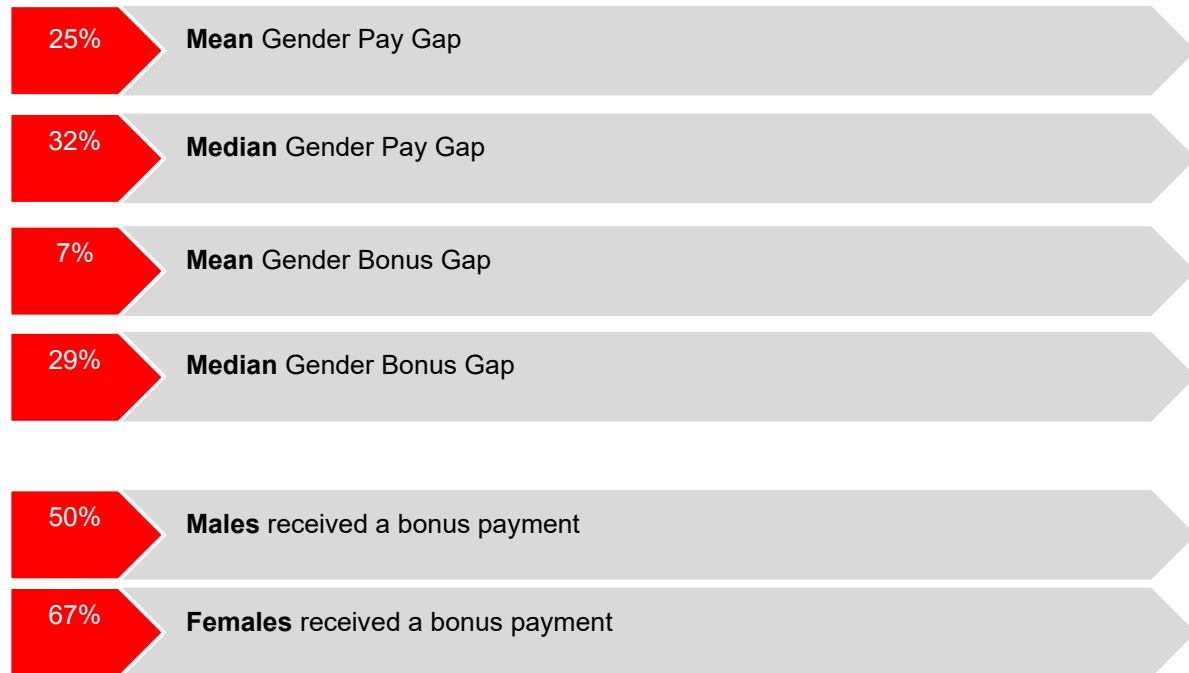 25% Mean Gender Pay Gap
32% Median Gender Pay Gap
7% Mean Gender Bonus Gap
29% Median Gender Bonus Gap
50% Males received a bonus payment
67% Females received a bonus payment